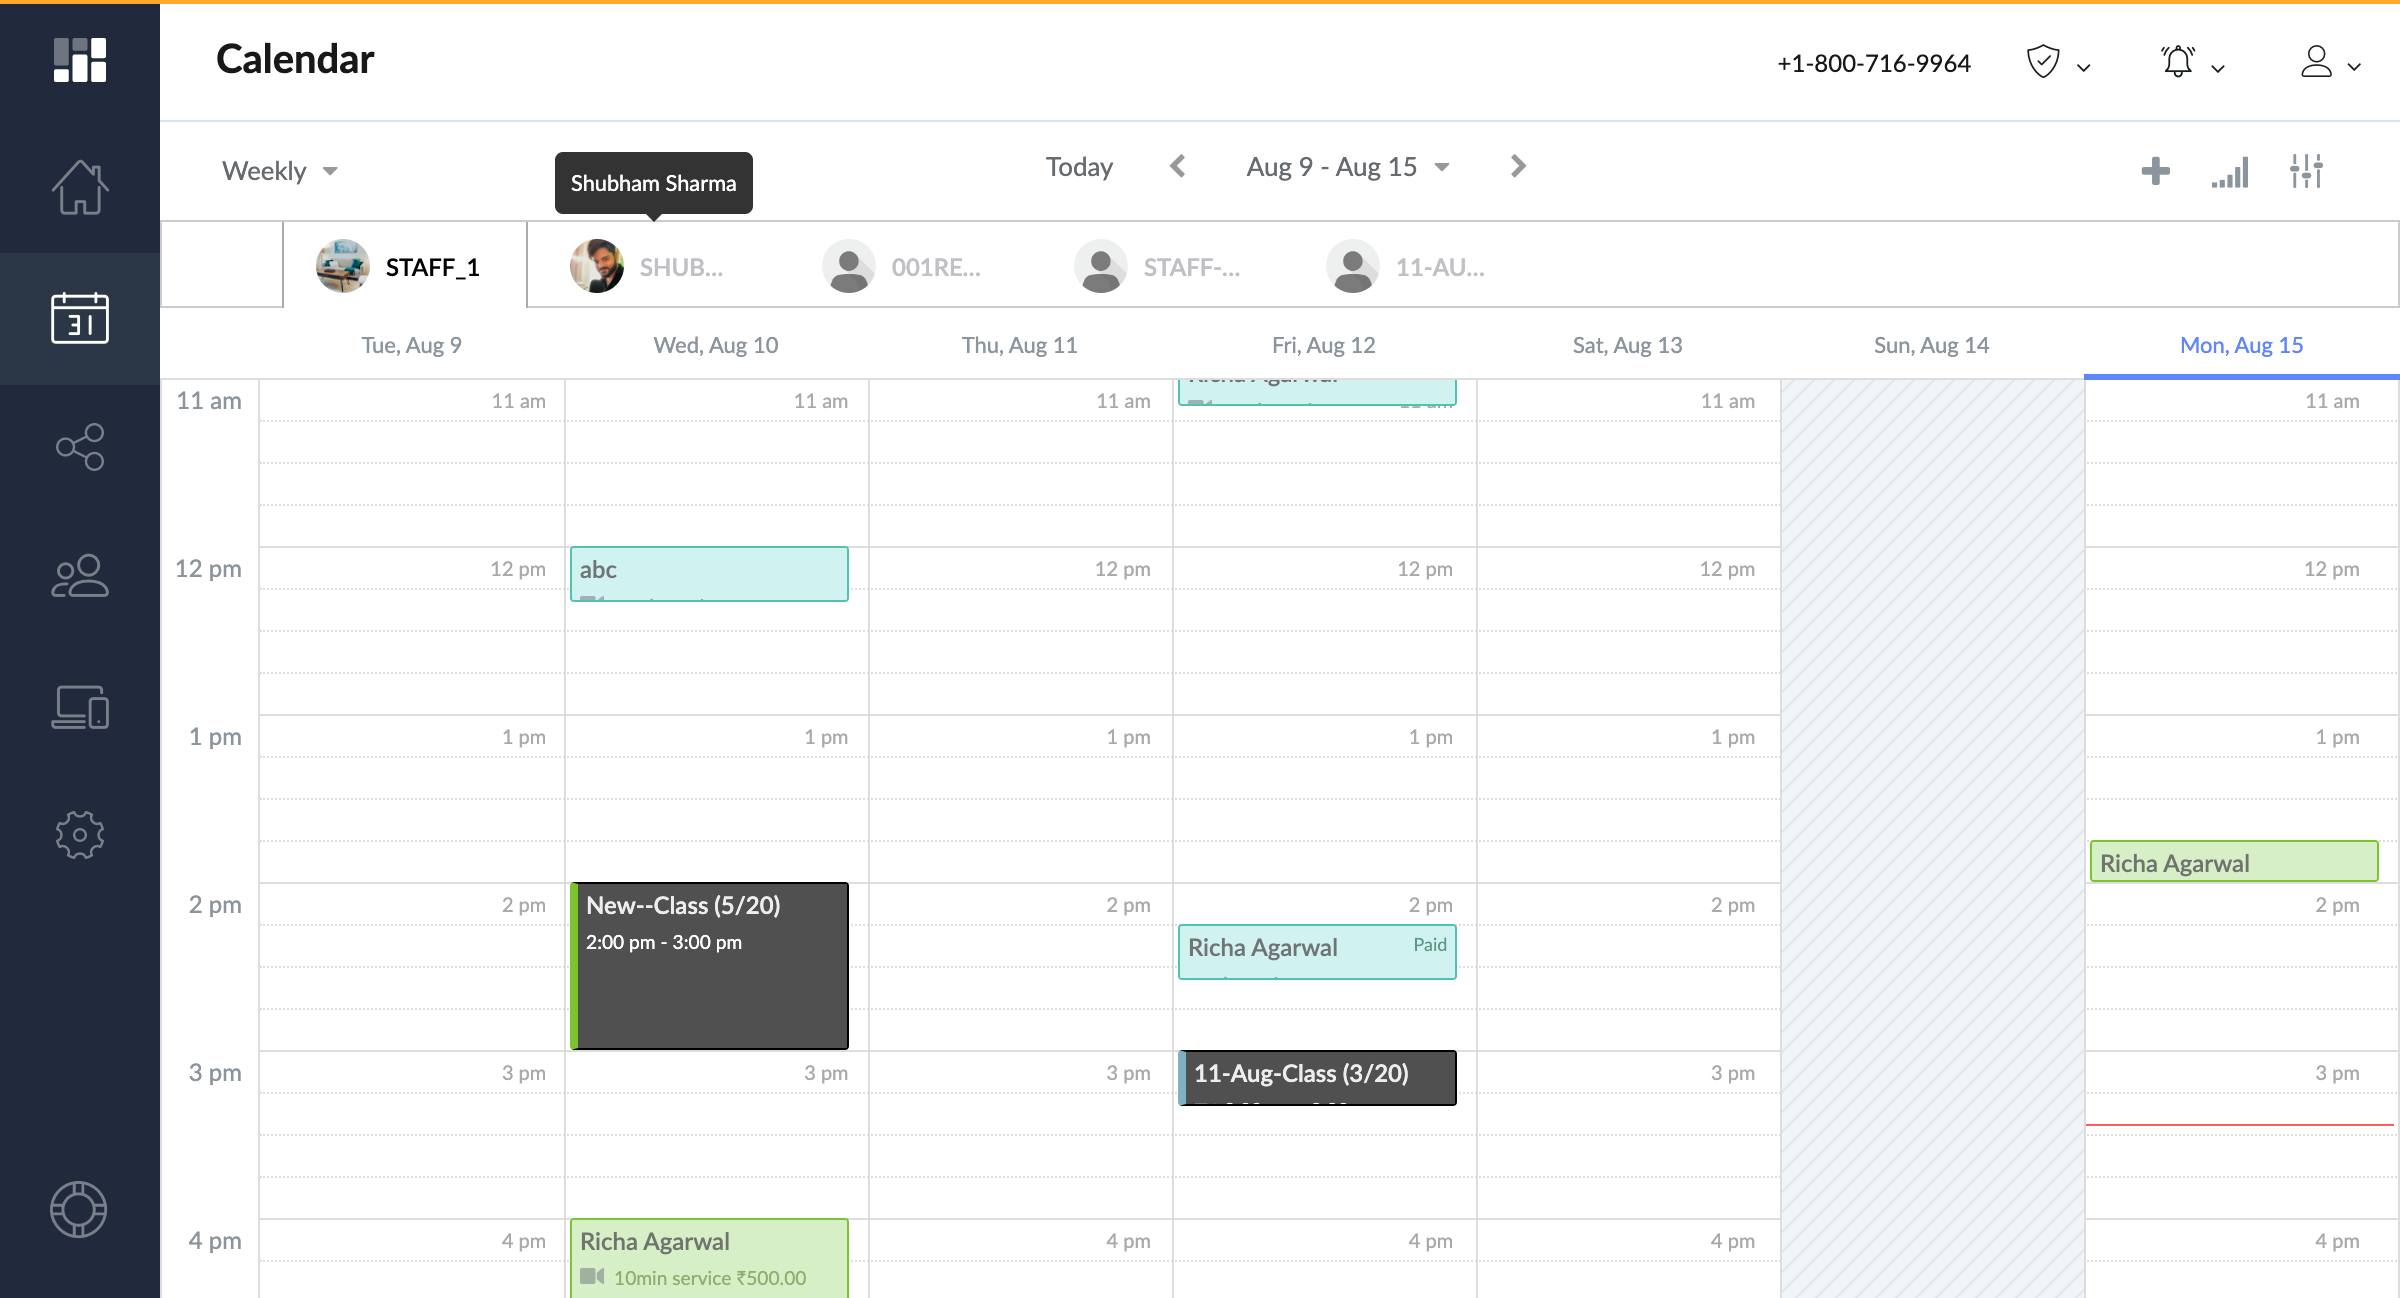 Calendar
+1-800-716-9964
Weekly
Shubham Sharma
Today
Aug 9 - Aug 15
31
STAFF_1
SHUB...
001RE...
STAFF-...
11-AU...
Tue, Aug 9
Wed, Aug 10
Thu, Aug 11
Fri, Aug 12
Sat, Aug 13
Sun, Aug 14
Mon, Aug 15
Richa Agarwal
11 am
11 am
11 am
11 am
11 am
11 am
11 am
12 pm
12 pm
abc
12 pm
12 pm
12 pm
12 pm
1 pm
1 pm
1 pm
1 pm
1 pm
1 pm
1 pm
Richa Agarwal
2 pm
2 pm
New--Class (5/20)
2:00 pm - 3:00 pm
2 pm
2 pm
2 pm
2 pm
Richa Agarwal
Paid
3 pm
3 pm
3 pm
3 pm
11-Aug-Class (3/20)
3 pm
3 pm
4 pm
4 pm
Richa Agarwal
10min service ₹500.00
4 pm
4 pm
4 pm
4 pm